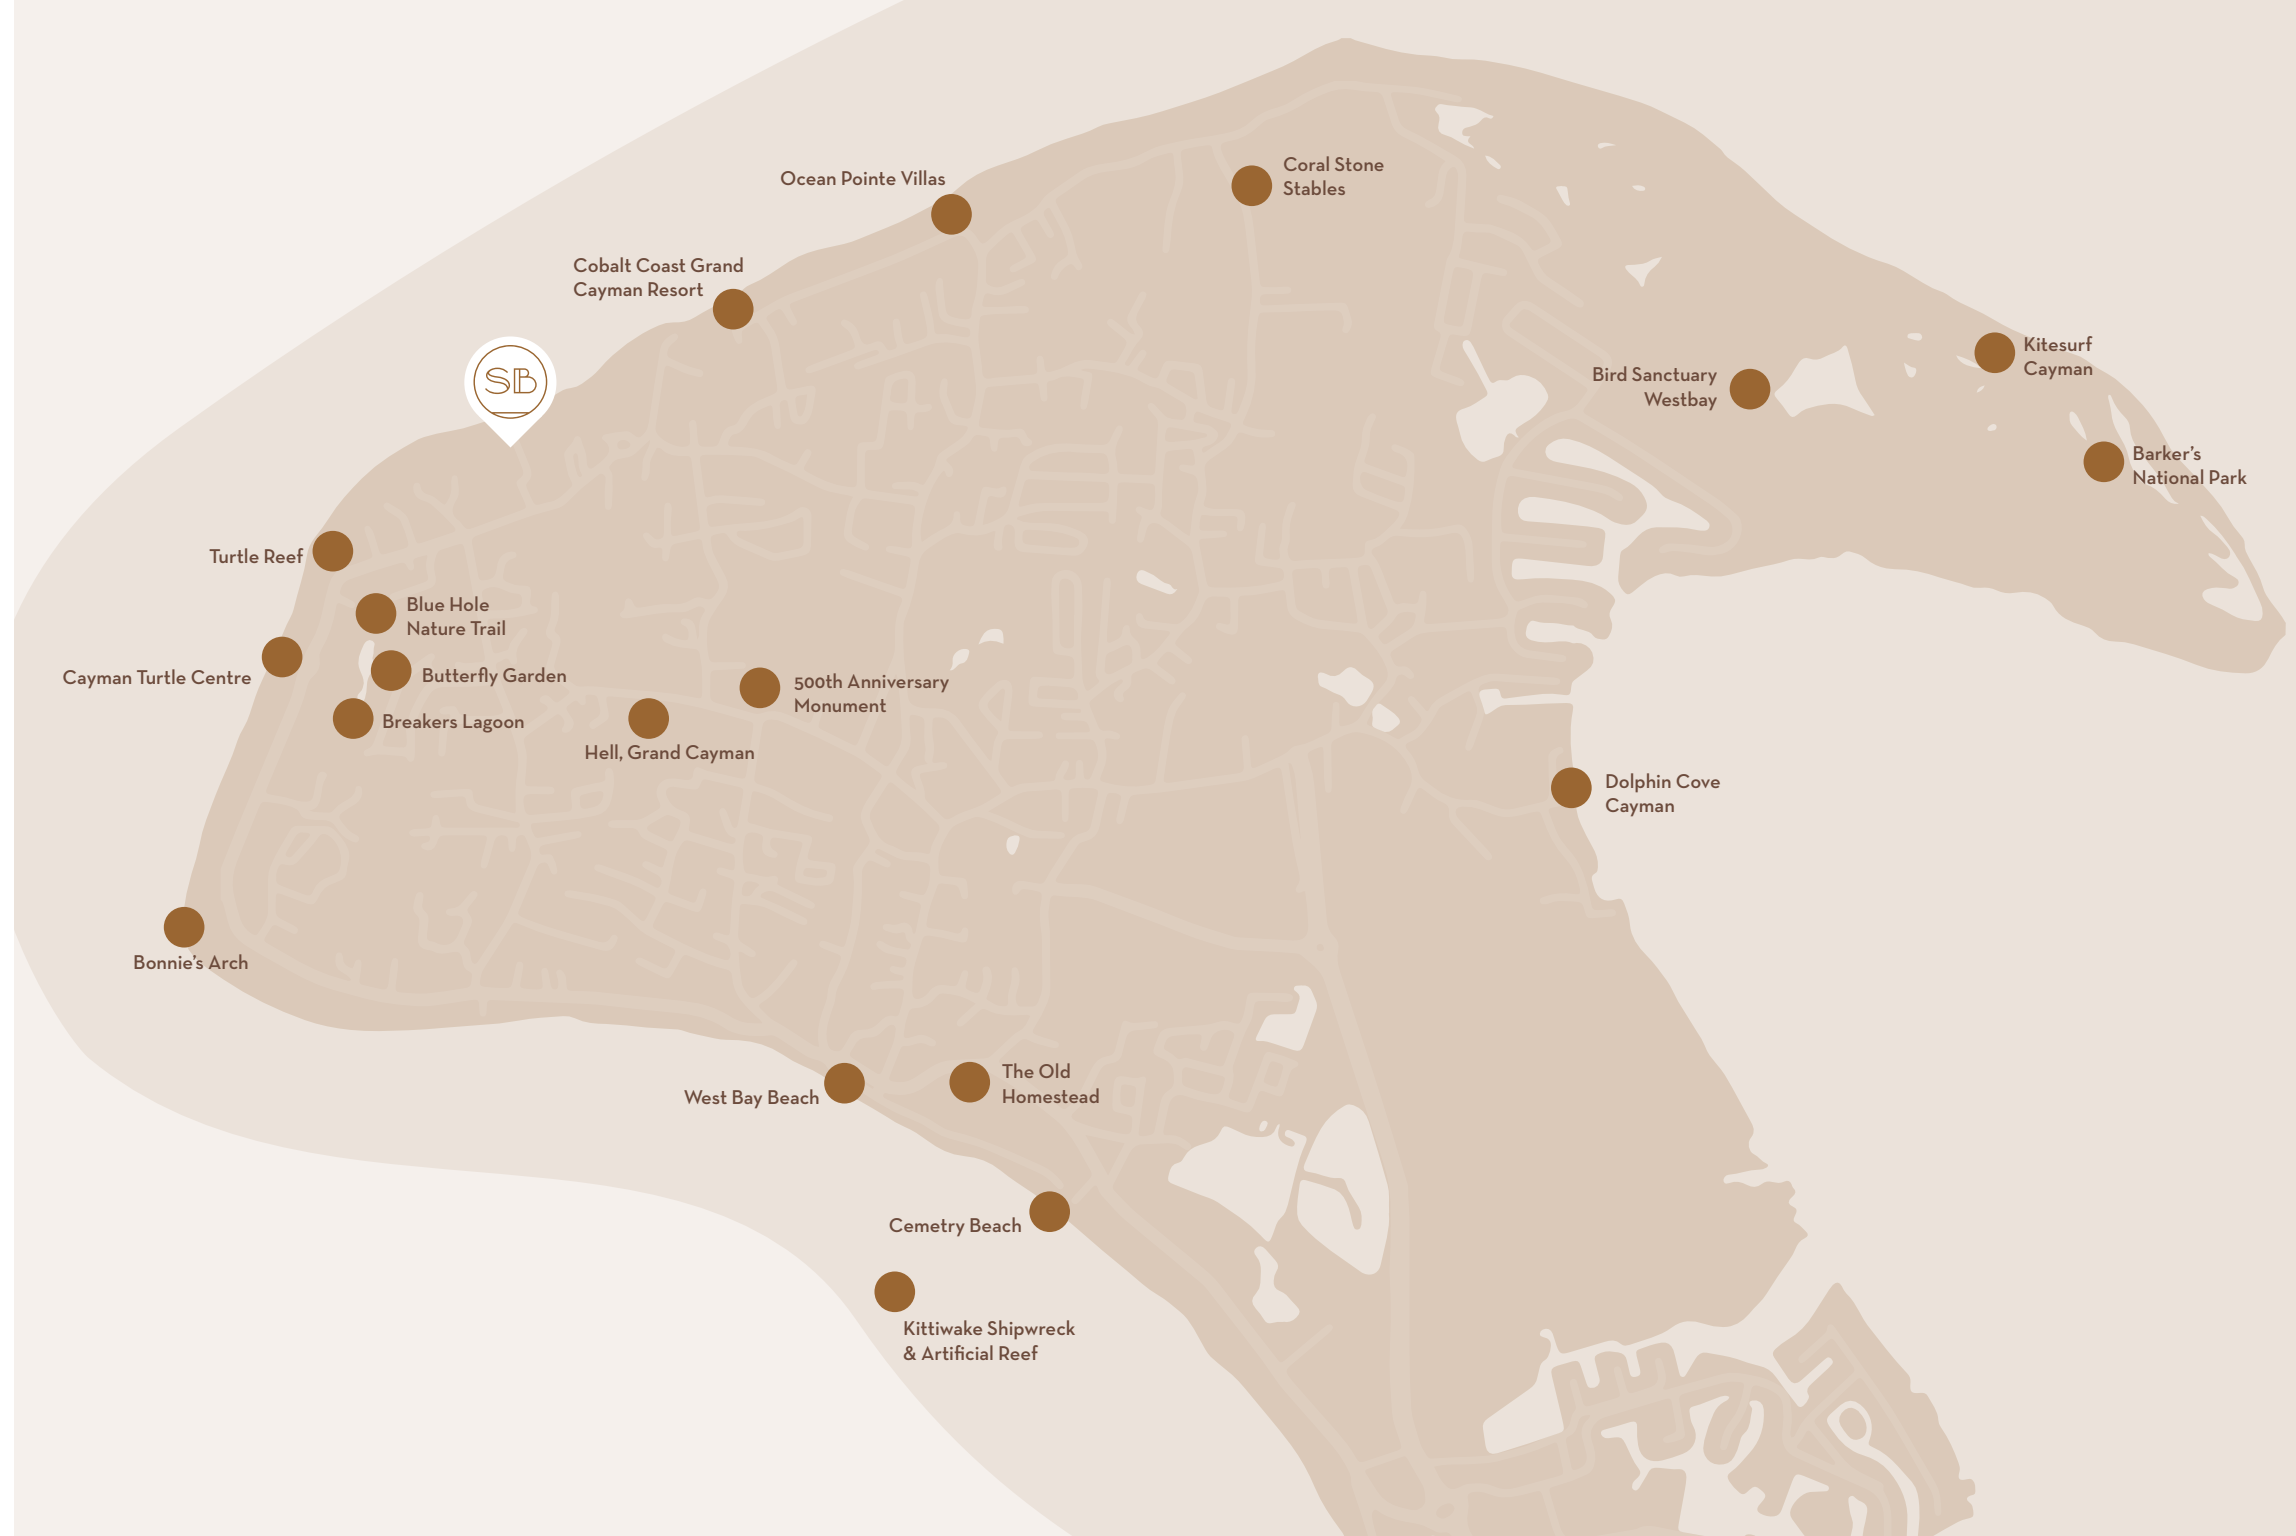 Coral Stone
Stables
Ocean Pointe Villas
Cobalt Coast Grand
Cayman Resort
SB
Kitesurf
Cayman
Bird Sanctuary
Westbay
Barker’s
National Park
Turtle Reef
Blue Hole
Nature Trail
Cayman Turtle Centre
Butterfly Garden
500th Anniversary
Monument
Breakers Lagoon
Hell, Grand Cayman
Dolphin Cove
Cayman
Bonnie’s Arch
The Old
Homestead
West Bay Beach
Cemetry Beach
Kittiwake Shipwreck
& Artificial Reef